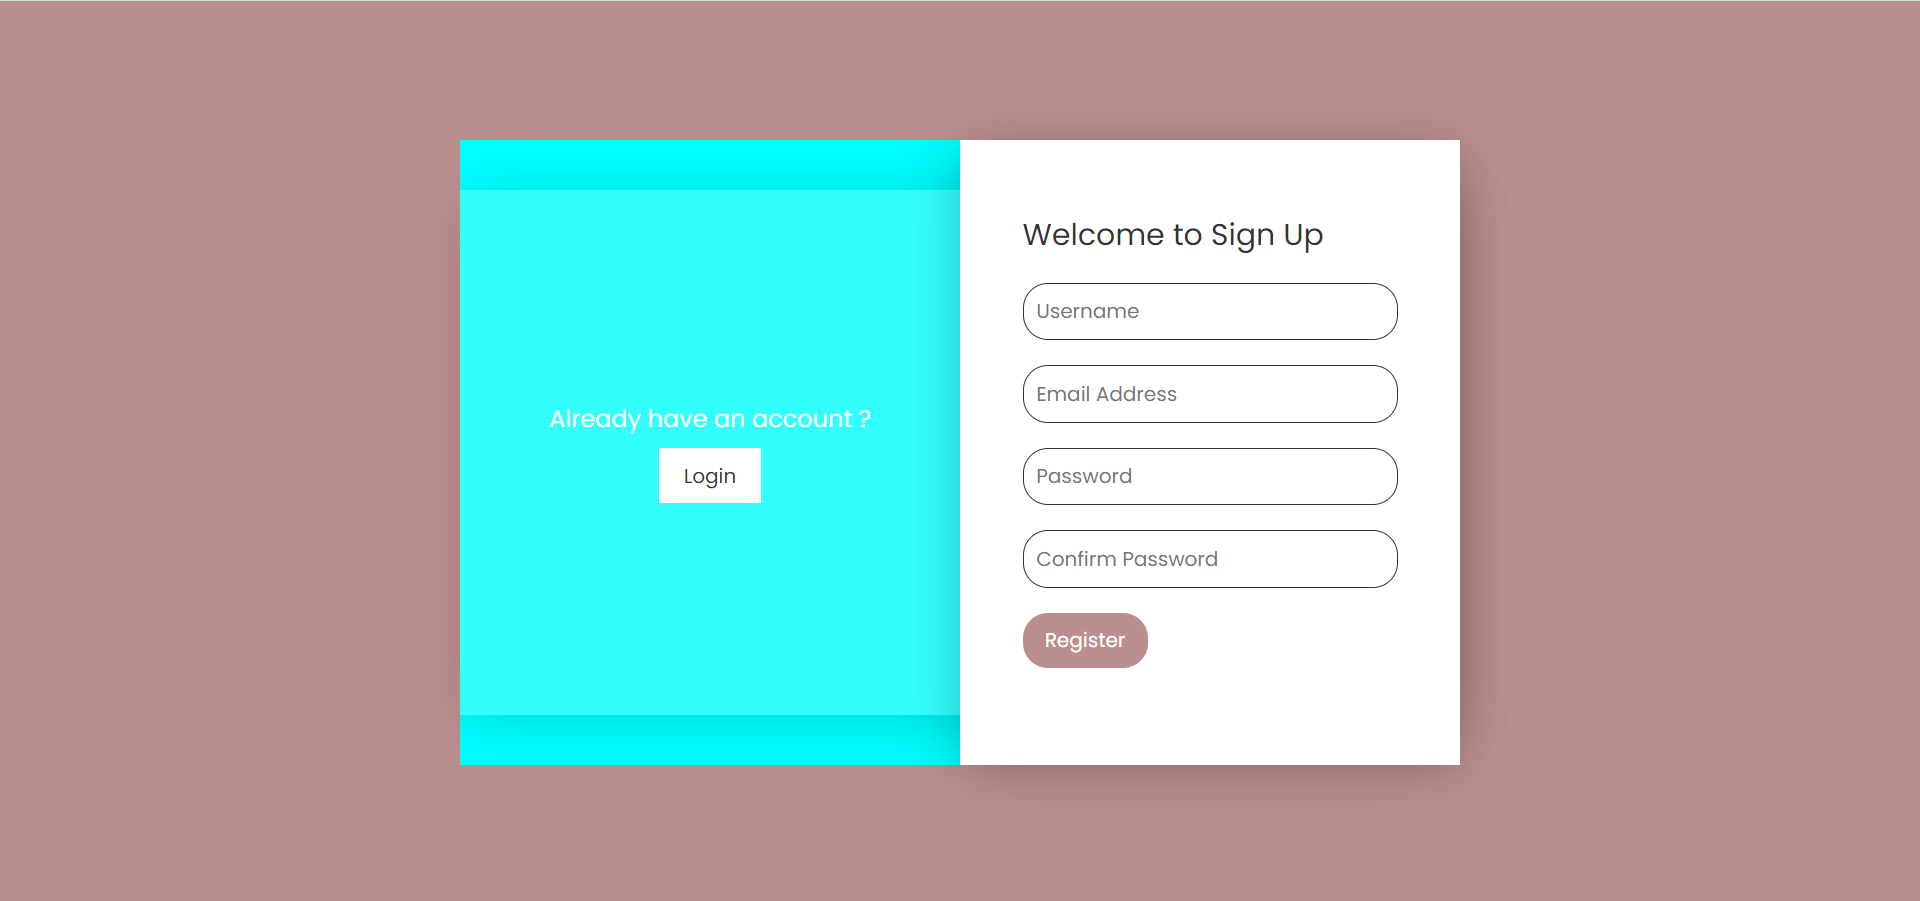 Already have an account ?
Login
Welcome to Sign Up
Username
Email Address
Password
Confirm Password
Register